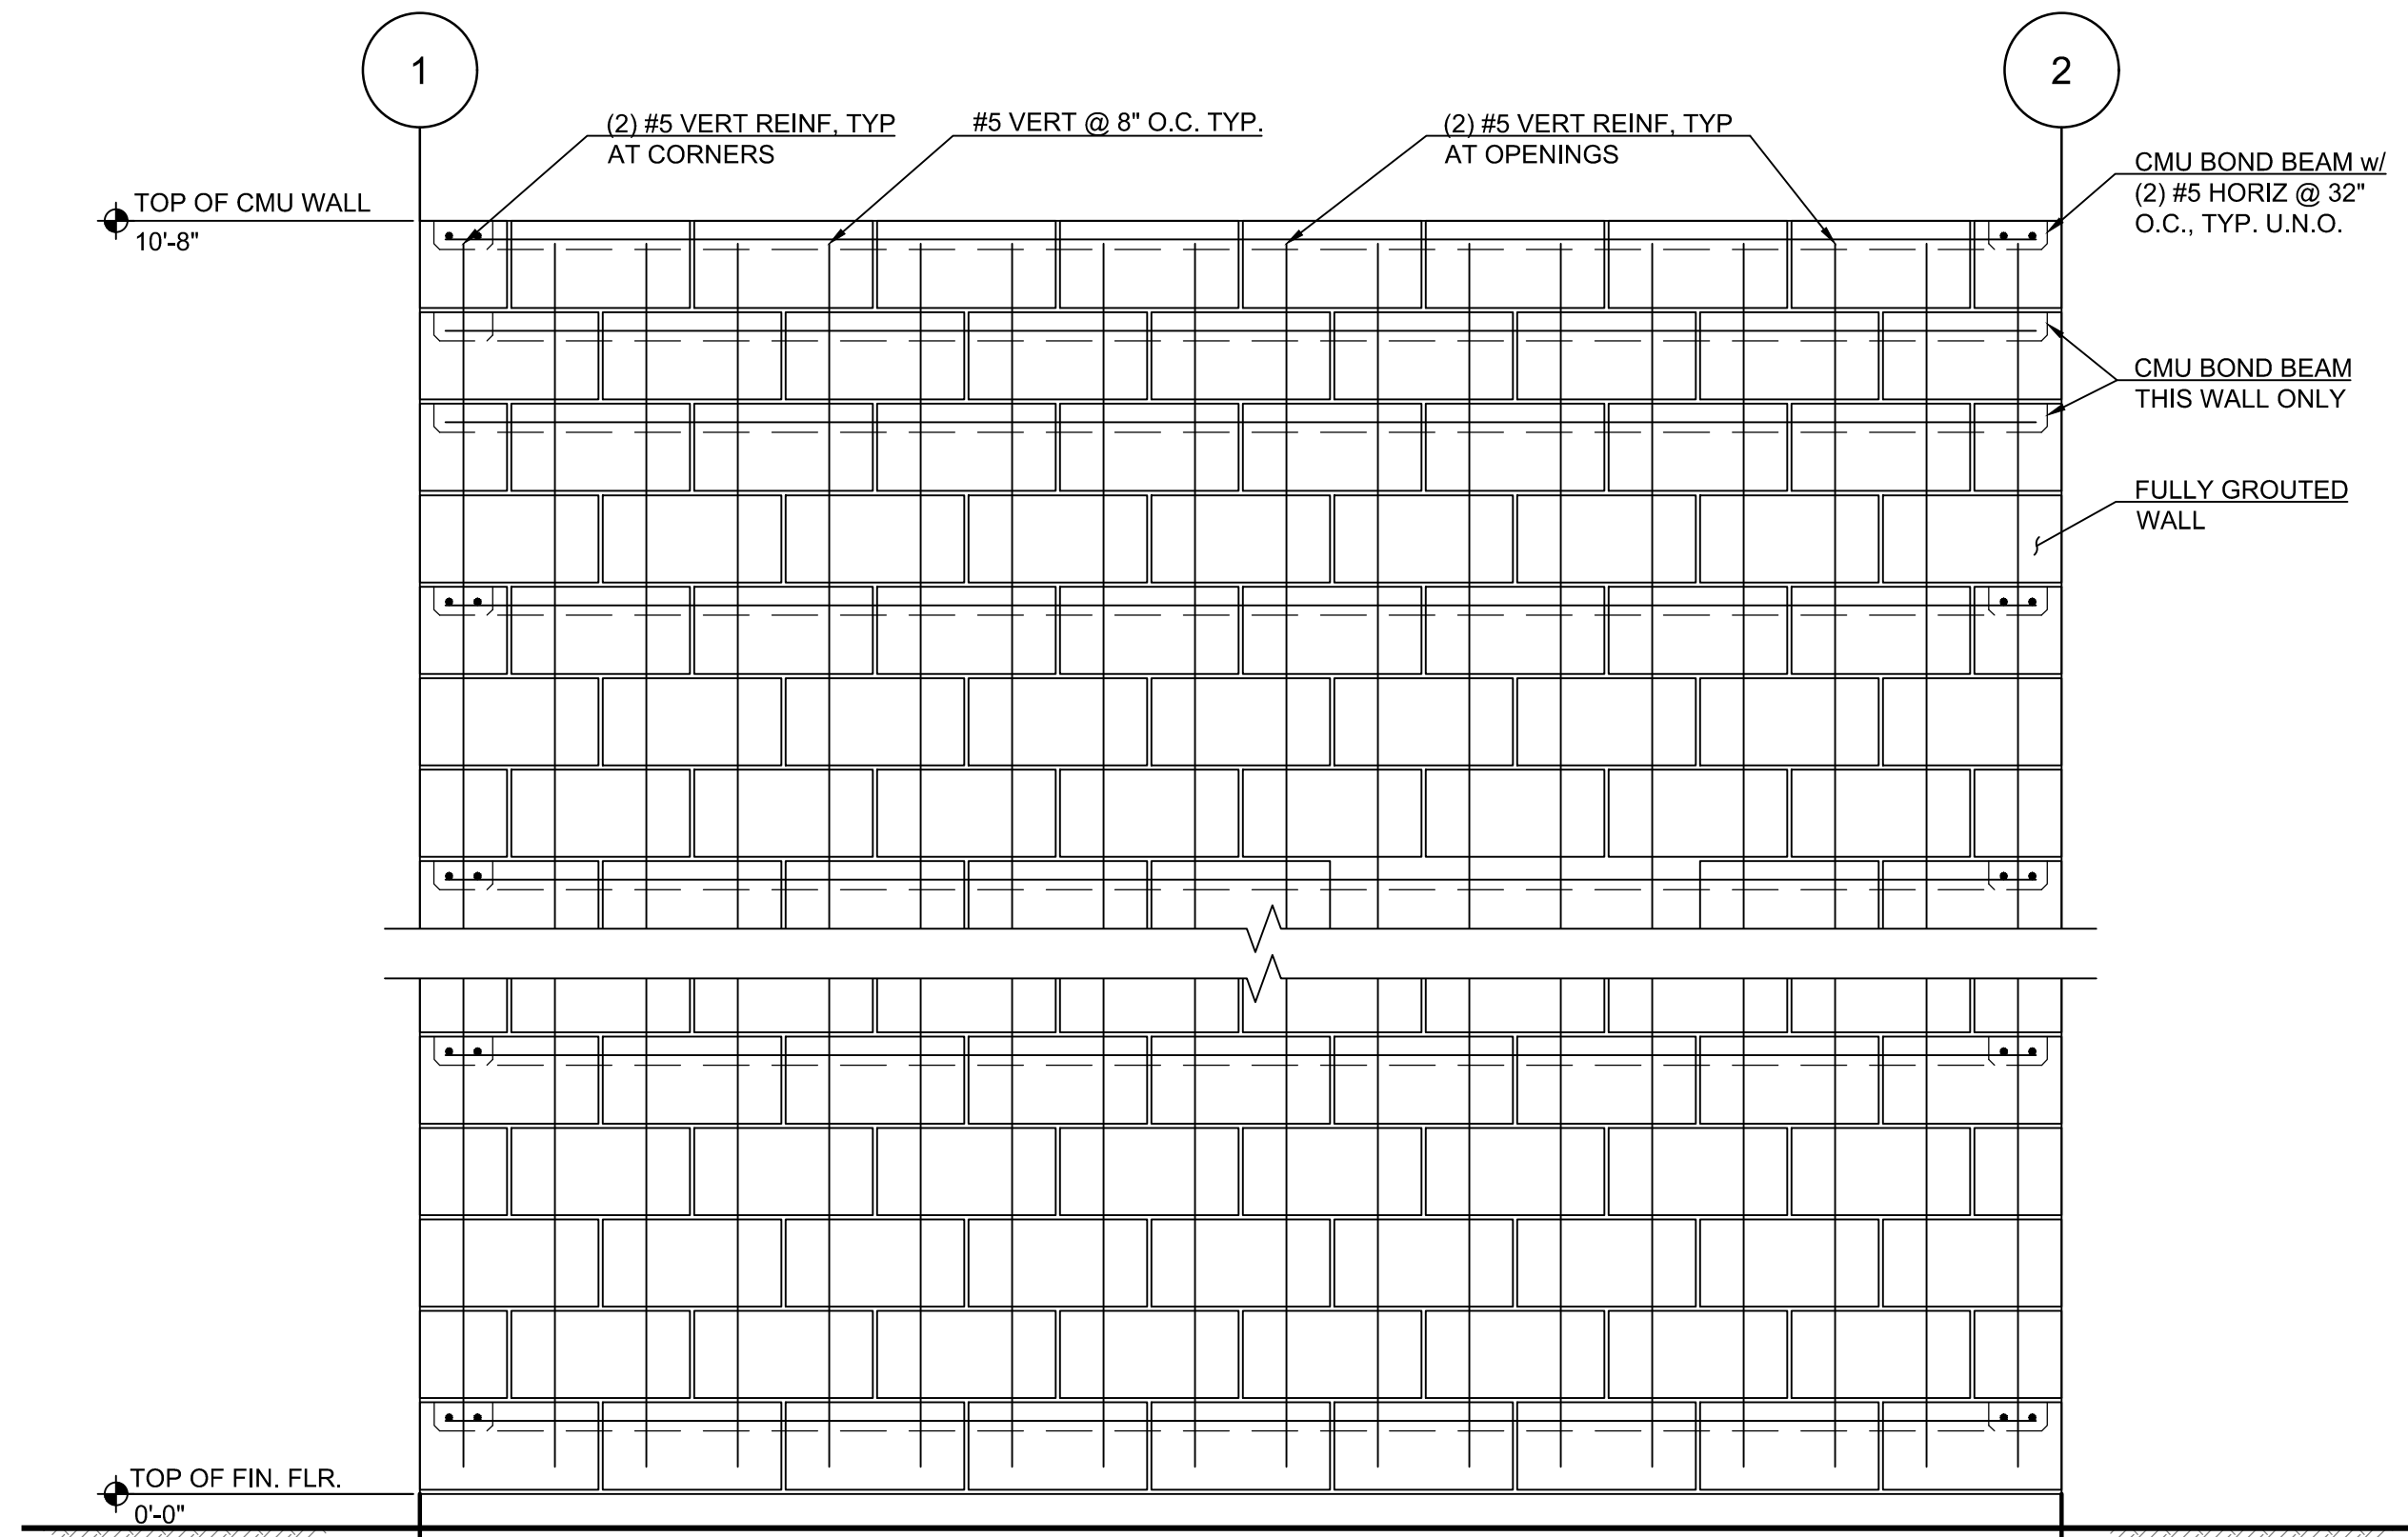 1
2
(2) #5 VERT REINF, TYP
AT CORNERS
#5 VERT @ 8" O.C. TYP.
(2) #5 VERT REINF, TYP
AT OPENINGS
CMU BOND BEAM w/
(2) #5 HORIZ @ 32"
O.C., TYP. U.N.O.
TOP OF CMU WALL
10'-8"
CMU BOND BEAM
THIS WALL ONLY
FULLY GROUTED
WALL
TOP OF FIN. FLR.
0'-0"